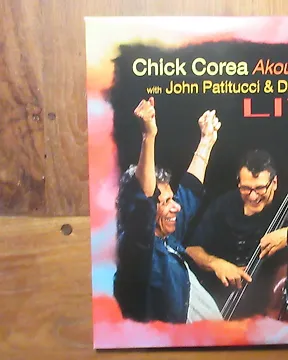 Chick Corea Akou
with John Patitucci & D
LI